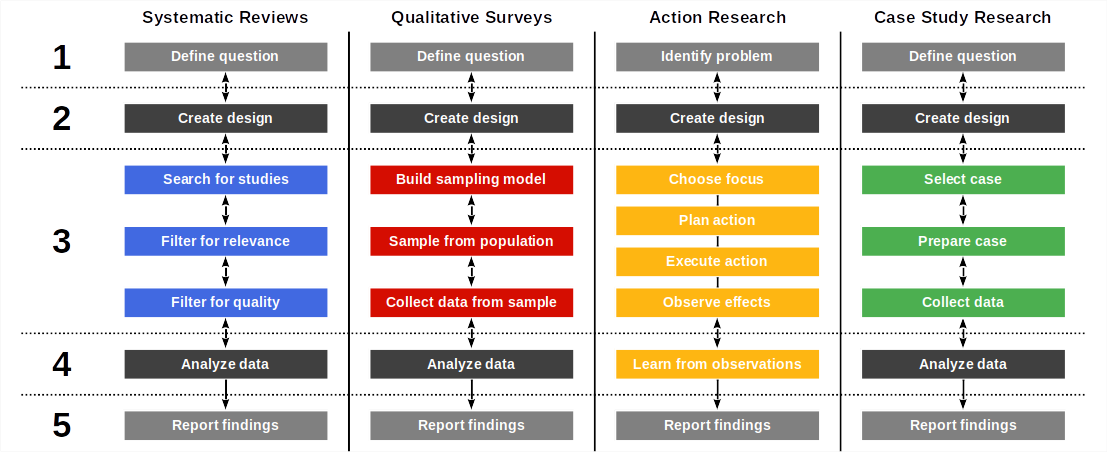 Systematic Reviews Qualitative Surveys Action Research Case Study Research
1 Define question Define question Identify problem Define question
2 Create design Create design Create design Create design
Search for studies Build sampling model Choose focus Select case
Plan action
3 Filter for relevance Sample from population Prepare case
Execute action
Filter for quality Collect data from sample Observe effects Collect data
4 Analyze data Analyze data Learn from observations Analyze data
5 Report findings Report findings Report findings Report findings